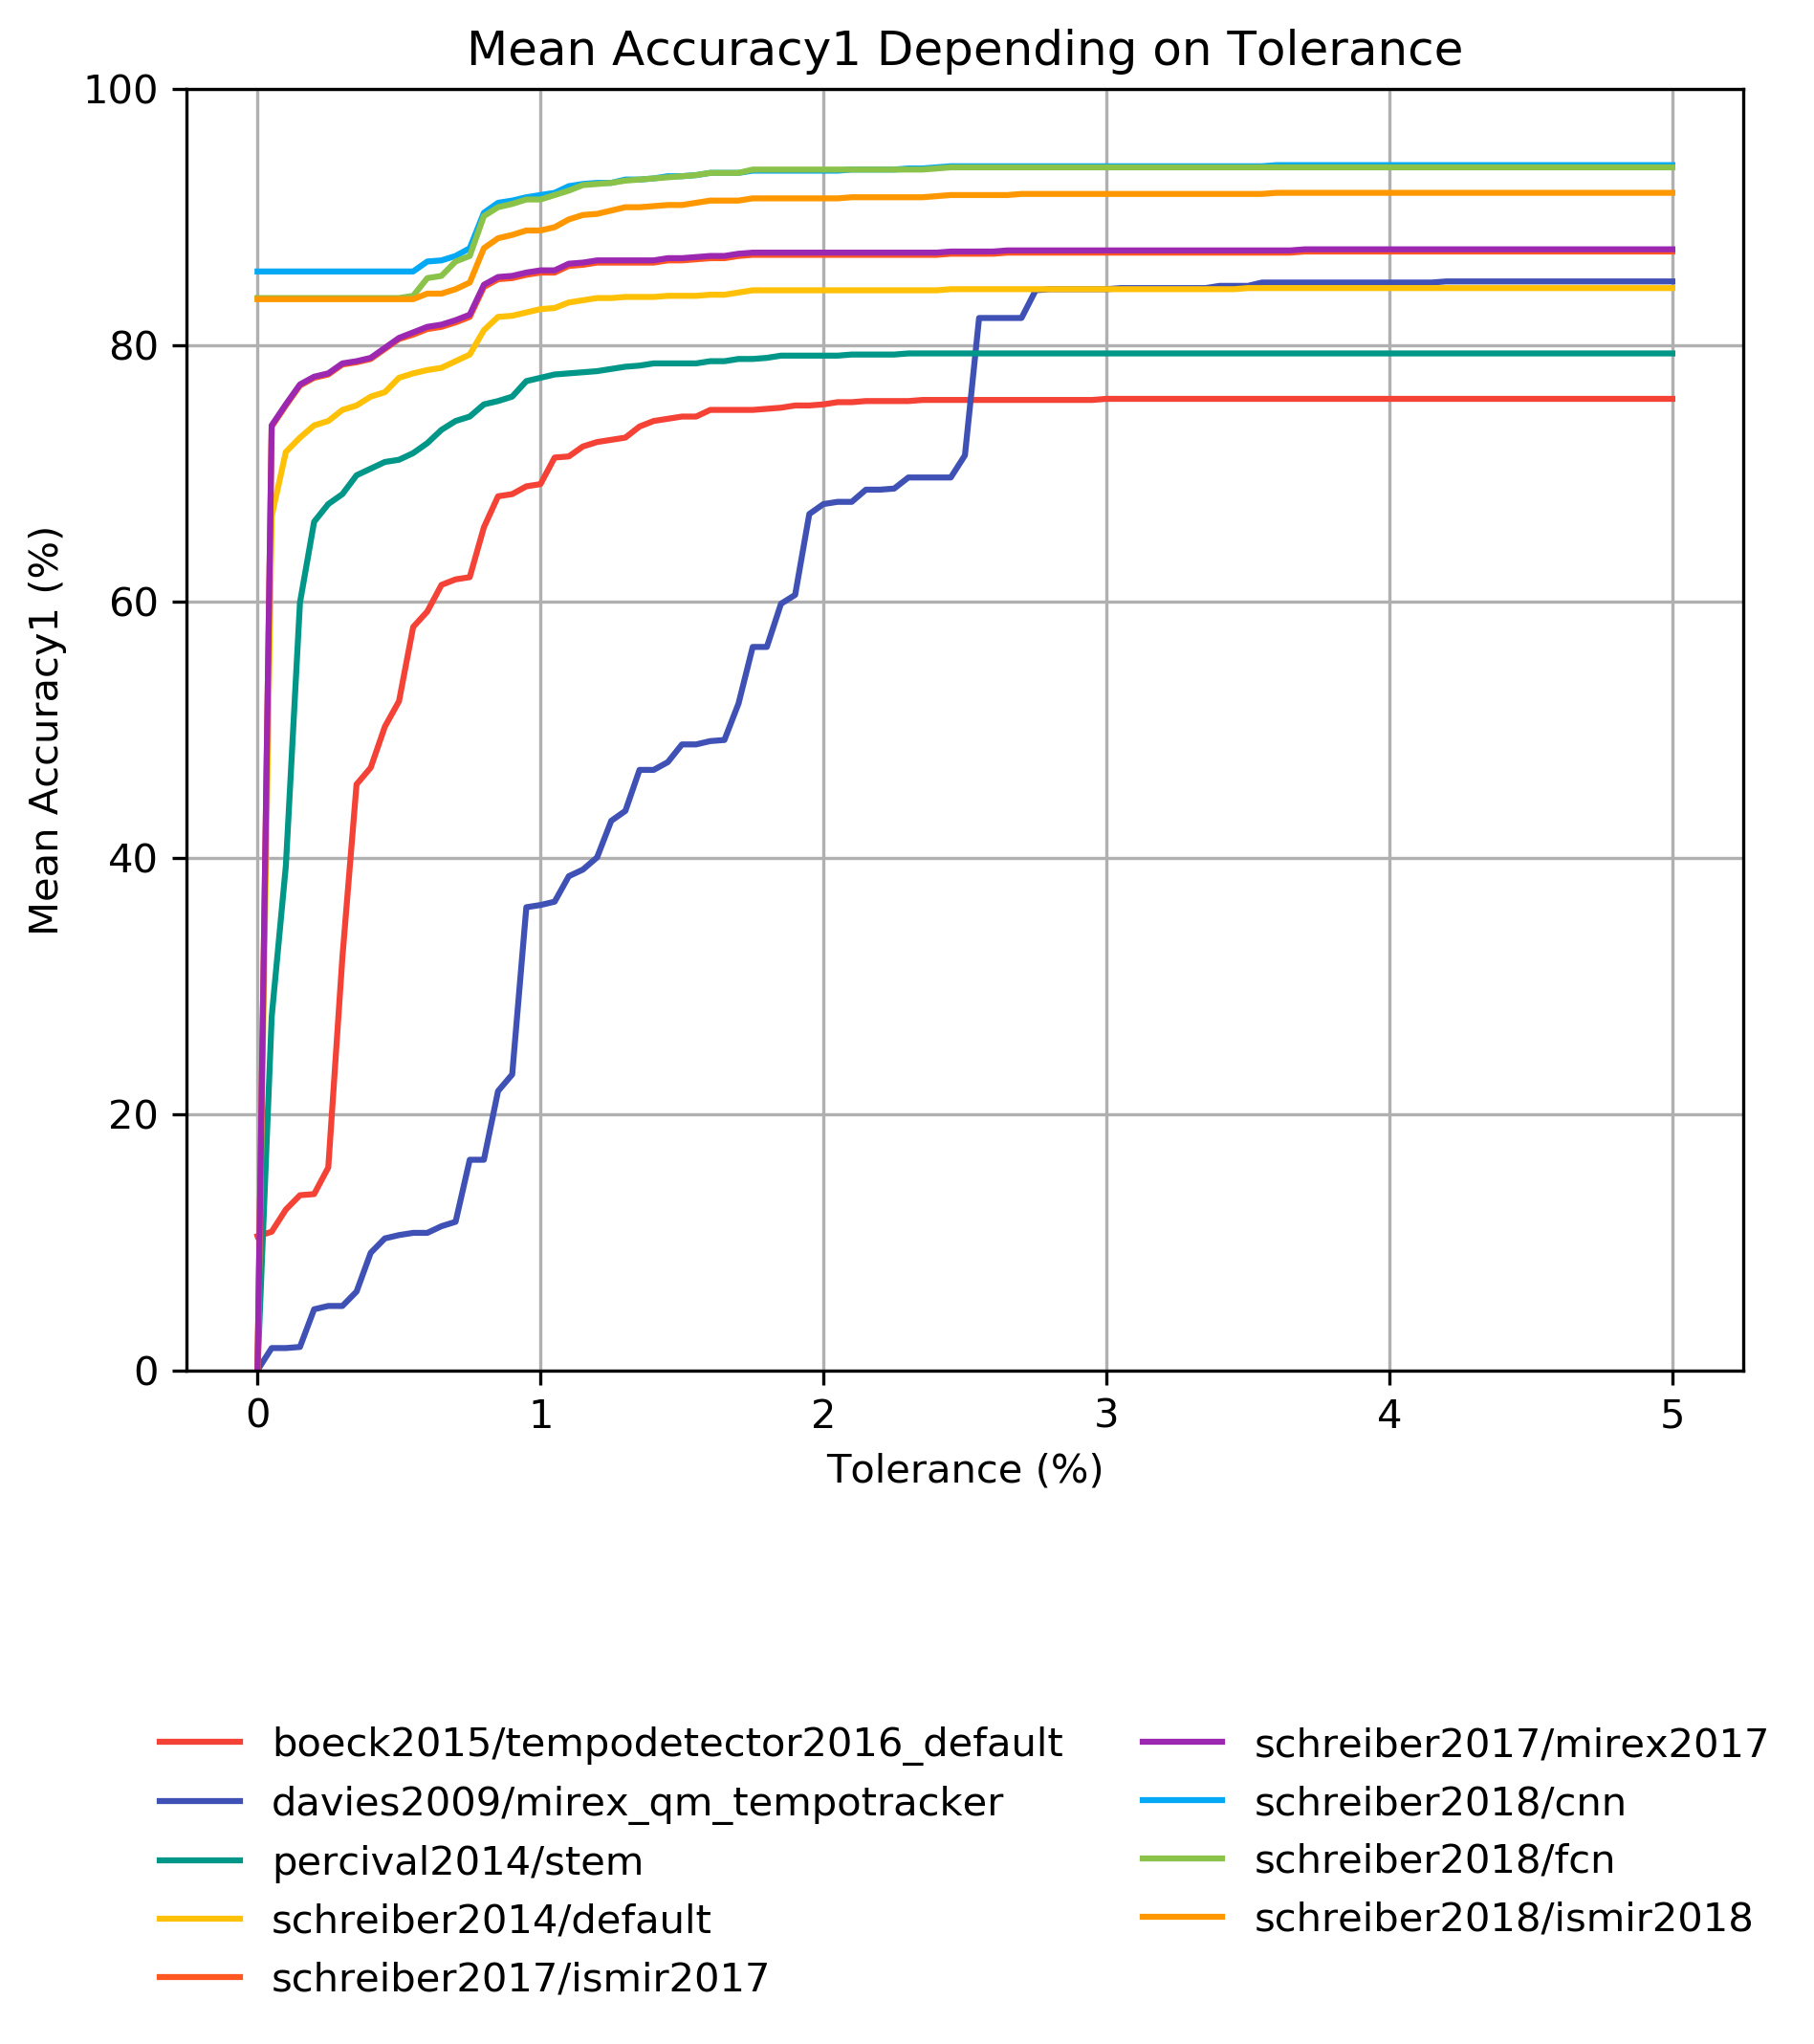 Mean Accuracy1 Depending on Tolerance
100
80
60
40
20
0
Mean Accuracy1 (%)
0 1 2 3 4 5
Tolerance (%)
boeck2015/tempodetector2016_default
davies2009/mirex_qm_tempotracker
percival2014/stem
schreiber2014/default
schreiber2017/ismir2017
schreiber2017/mirex2017
schreiber2018/cnn
schreiber2018/fcn
schreiber2018/ismir2018